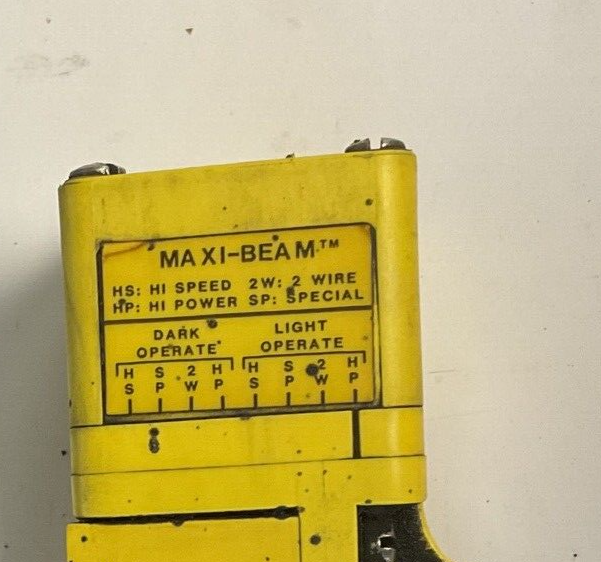 MAXI-BEAM™
HS: HI SPEED 2W: 2 WIRE
HP: HI POWER SP: SPECIAL
DARK LIGHT
OPERATE OPERATE
H S 2 H H S 2 H
S P W P S P W P